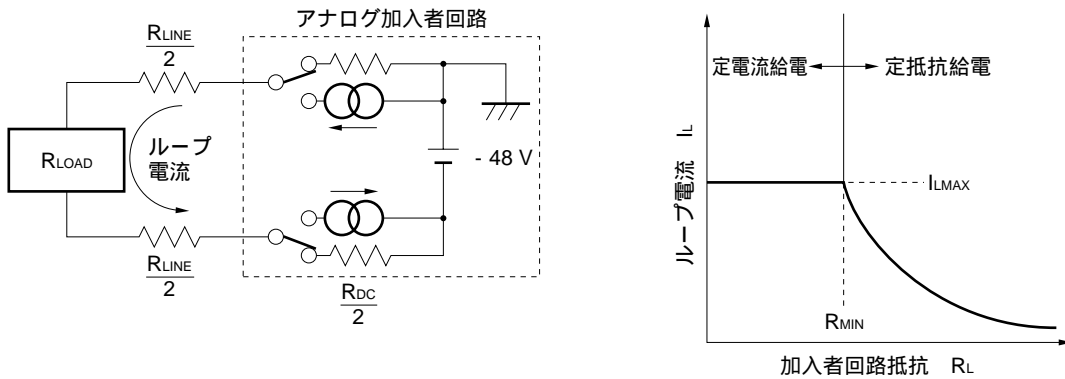 アナログ加入者回路
RLINE
2
RLOAD
ループ
電流
- 48 V
RLINE
2
RDC
2
定電流給電
定抵抗給電
ループ電流 IL
ILMAX
RMIN
加入者回路抵抗 RL